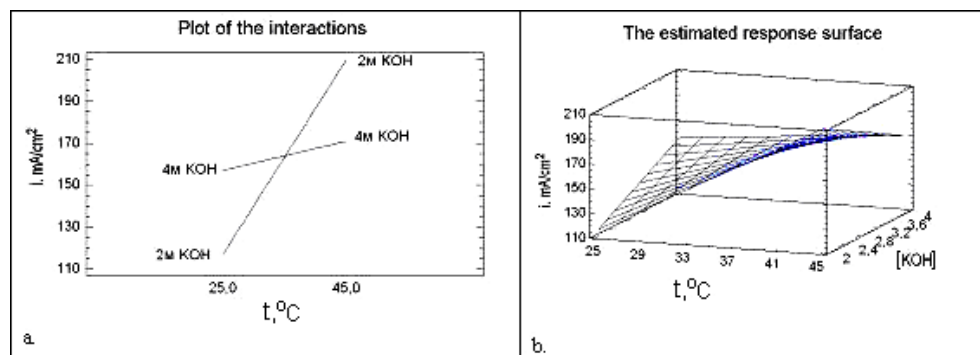 Plot of the interactions
210
190
170
150
130
110
i. mA/cm²
2м KOH
4м KOH
4м KOH
2м KOH
25,0
45,0
t,°C
a.
The estimated response surface
210
190
170
150
130
110
i. mA/cm²
25
29
33
37
41
45
t,°C
2
2,4
2,8
3,2
3,6
4
[KOH]
b.